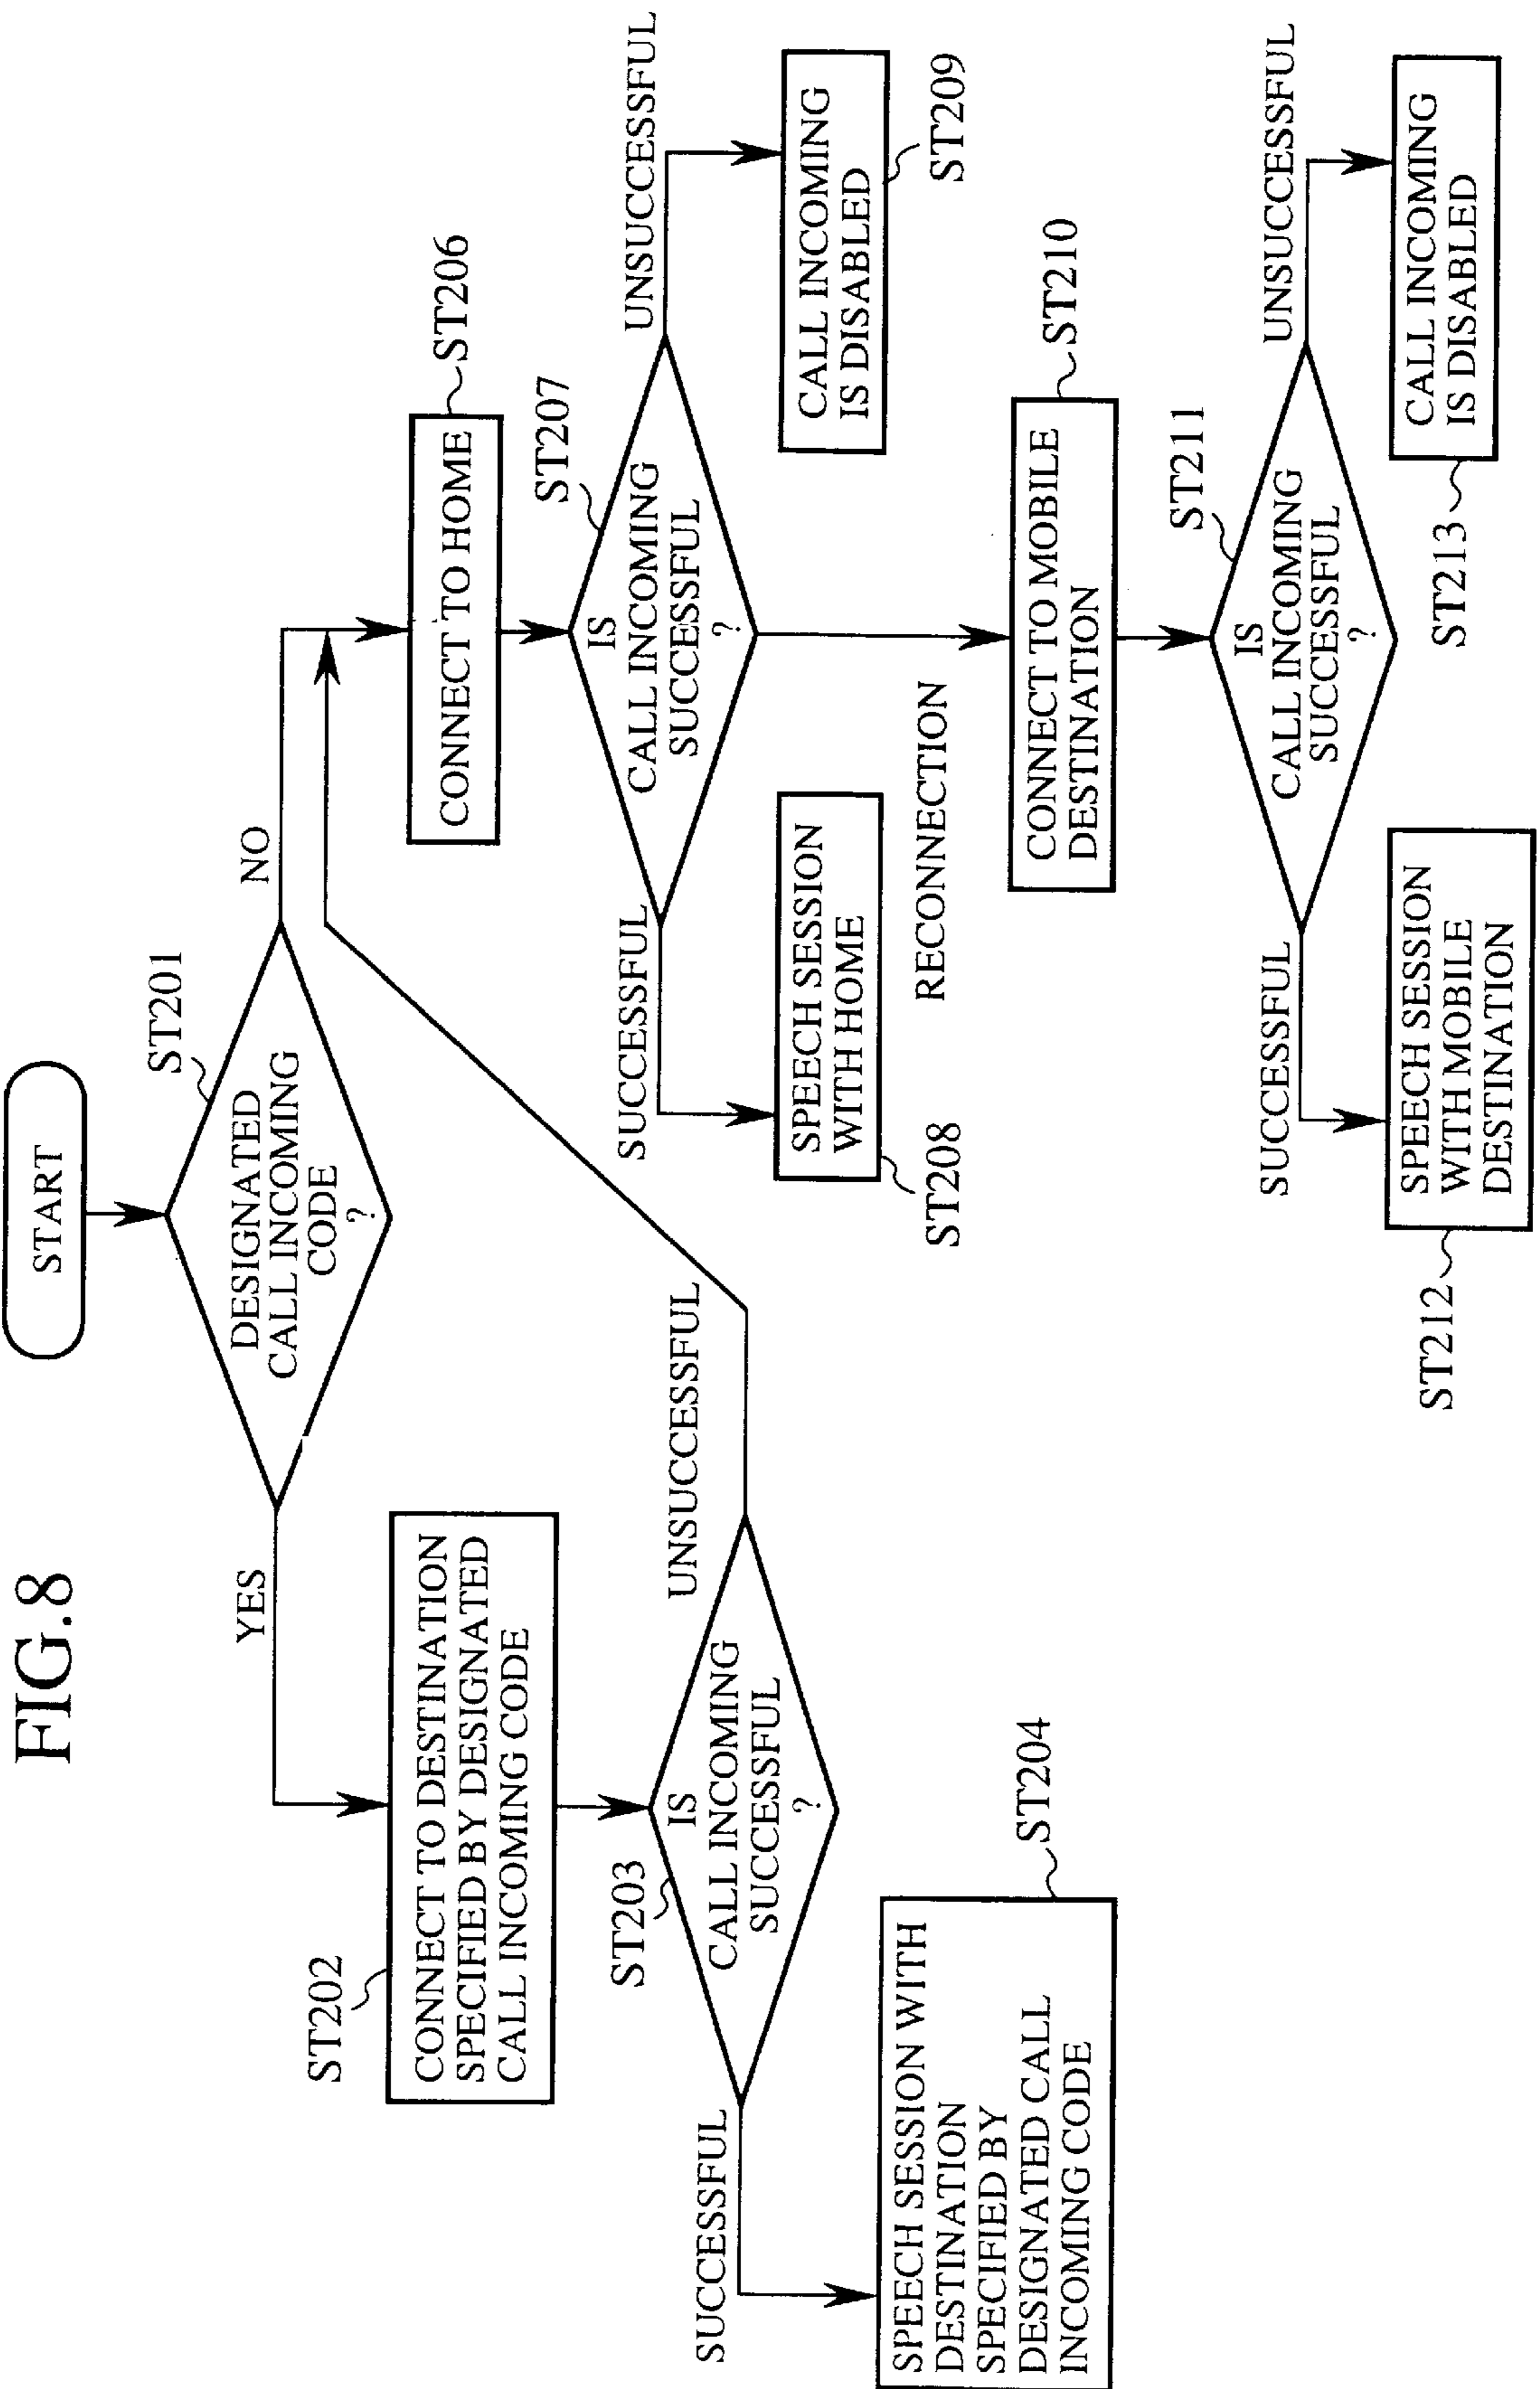 FIG.8
START
ST201
DESIGNATED
CALL INCOMING
CODE
?
YES
NO
ST202
CONNECT TO DESTINATION
SPECIFIED BY DESIGNATED
CALL INCOMING CODE
ST203
IS
CALL INCOMING
SUCCESSFUL
?
SUCCESSFUL
UNSUCCESSFUL
SPEECH SESSION WITH
DESTINATION
SPECIFIED BY
DESIGNATED CALL
INCOMING CODE
ST204
CONNECT TO HOME
ST206
ST207
IS
CALL INCOMING
SUCCESSFUL
?
SUCCESSFUL
UNSUCCESSFUL
SPEECH SESSION
WITH HOME
ST208
CALL INCOMING
IS DISABLED
ST209
RECONNECTION
CONNECT TO MOBILE
DESTINATION
ST210
ST211
IS
CALL INCOMING
SUCCESSFUL
?
SUCCESSFUL
UNSUCCESSFUL
SPEECH SESSION
WITH MOBILE
DESTINATION
ST212
CALL INCOMING
IS DISABLED
ST213